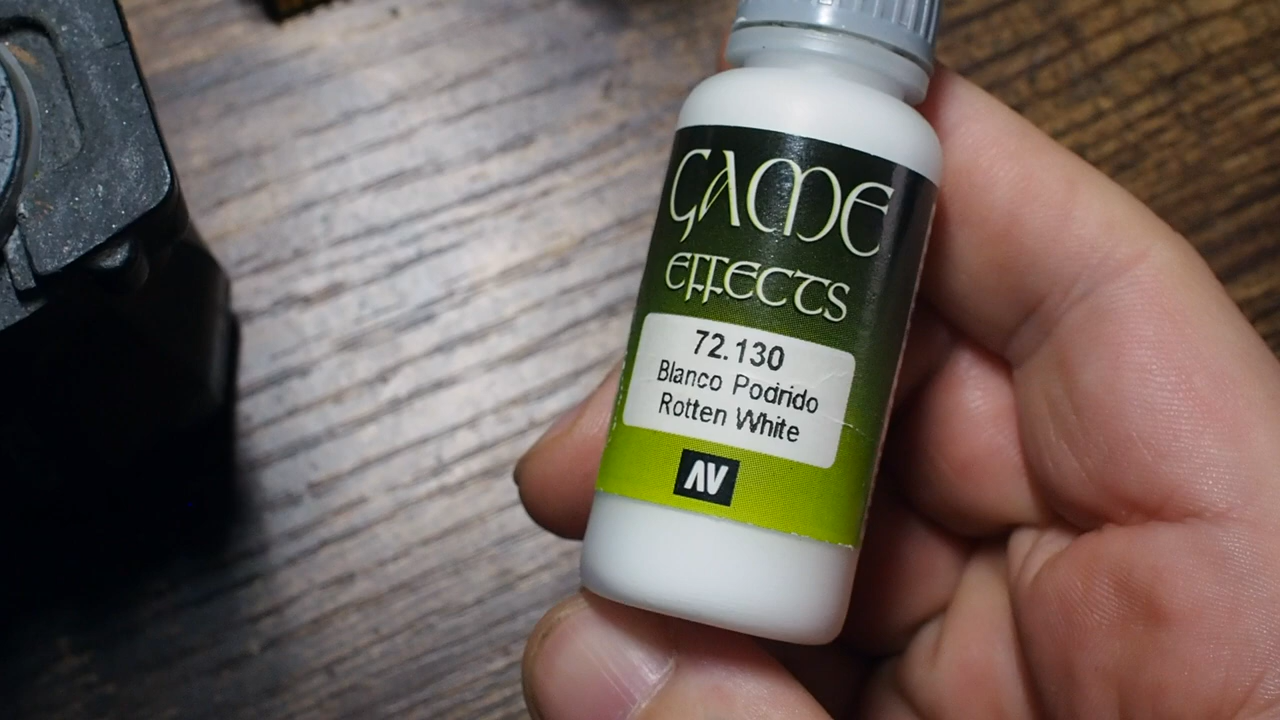 GAME
EFFECTS
72.130
Blanco Podrido
Rotten White
AV